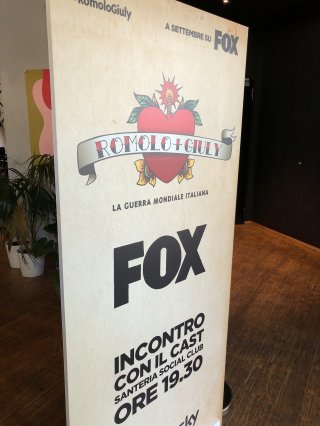 #RomoloGiuly
A SETTEMBRE SU FOX
ROMOLO+GIULY
LA GUERRA MONDIALE ITALIANA
FOX
INCONTRO
CON IL CAST
SANTERIA SOCIAL CLUB
ORE 19.30
sky